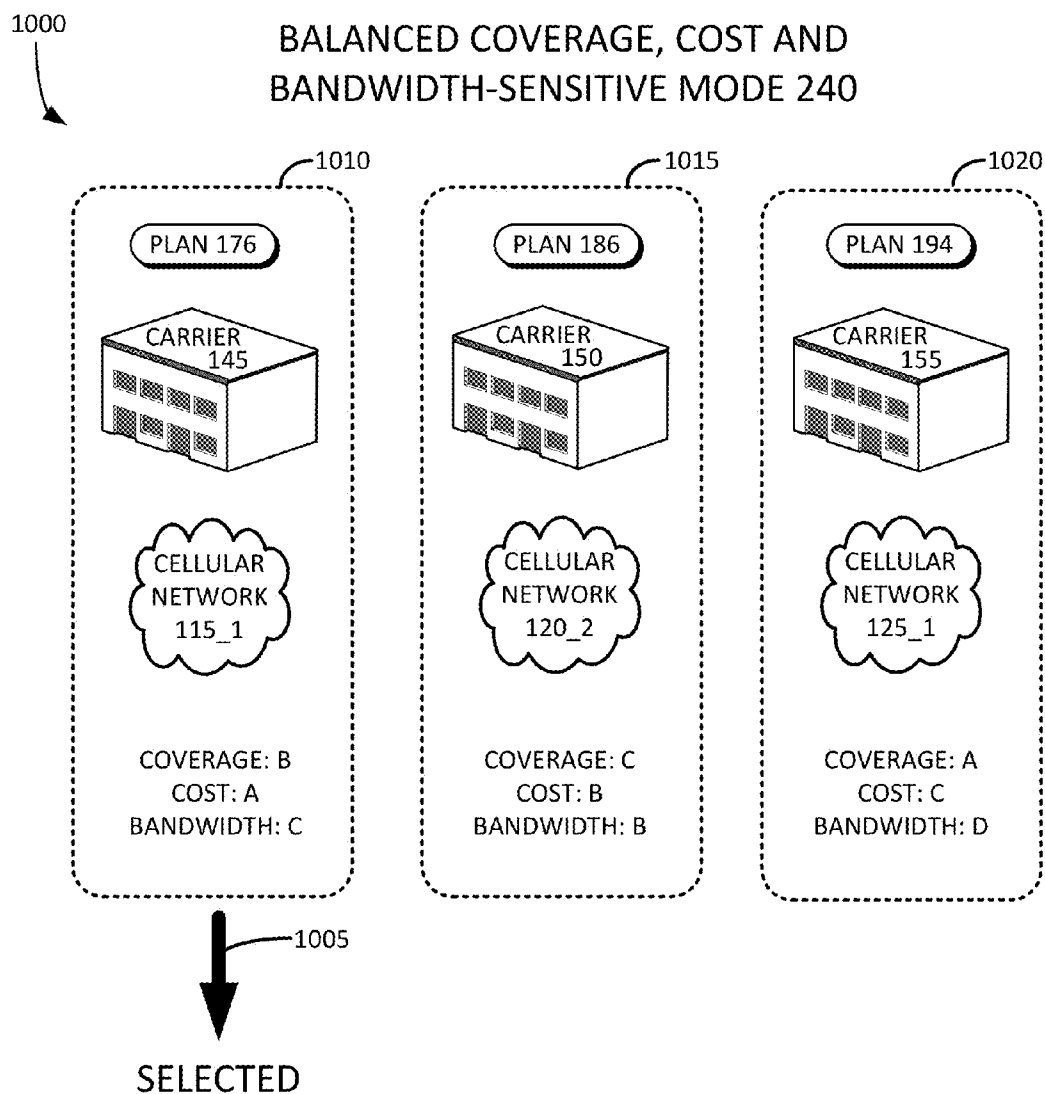 1000
BALANCED COVERAGE, COST AND
BANDWIDTH-SENSITIVE MODE 240
1010
PLAN 176
CARRIER
145
CELLULAR
NETWORK
115_1
COVERAGE: B
COST: A
BANDWIDTH: C
1015
PLAN 186
CARRIER
150
CELLULAR
NETWORK
120_2
COVERAGE: C
COST: B
BANDWIDTH: B
1020
PLAN 194
CARRIER
155
CELLULAR
NETWORK
125_1
COVERAGE: A
COST: C
BANDWIDTH: D
1005
SELECTED